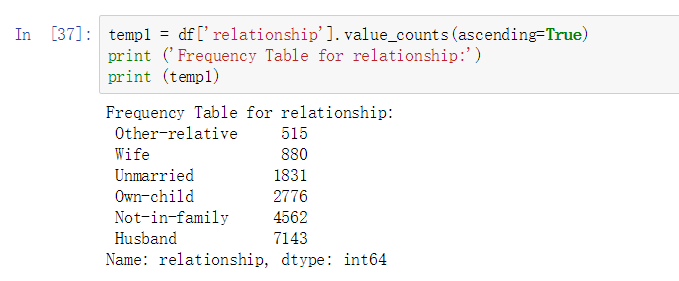 In [37]: temp1 = df['relationship'].value_counts(ascending=True)
print ('Frequency Table for relationship:')
print (temp1)
Frequency Table for relationship:
Other-relative 515
Wife 880
Unmarried 1831
Own-child 2776
Not-in-family 4562
Husband 7143
Name: relationship, dtype: int64